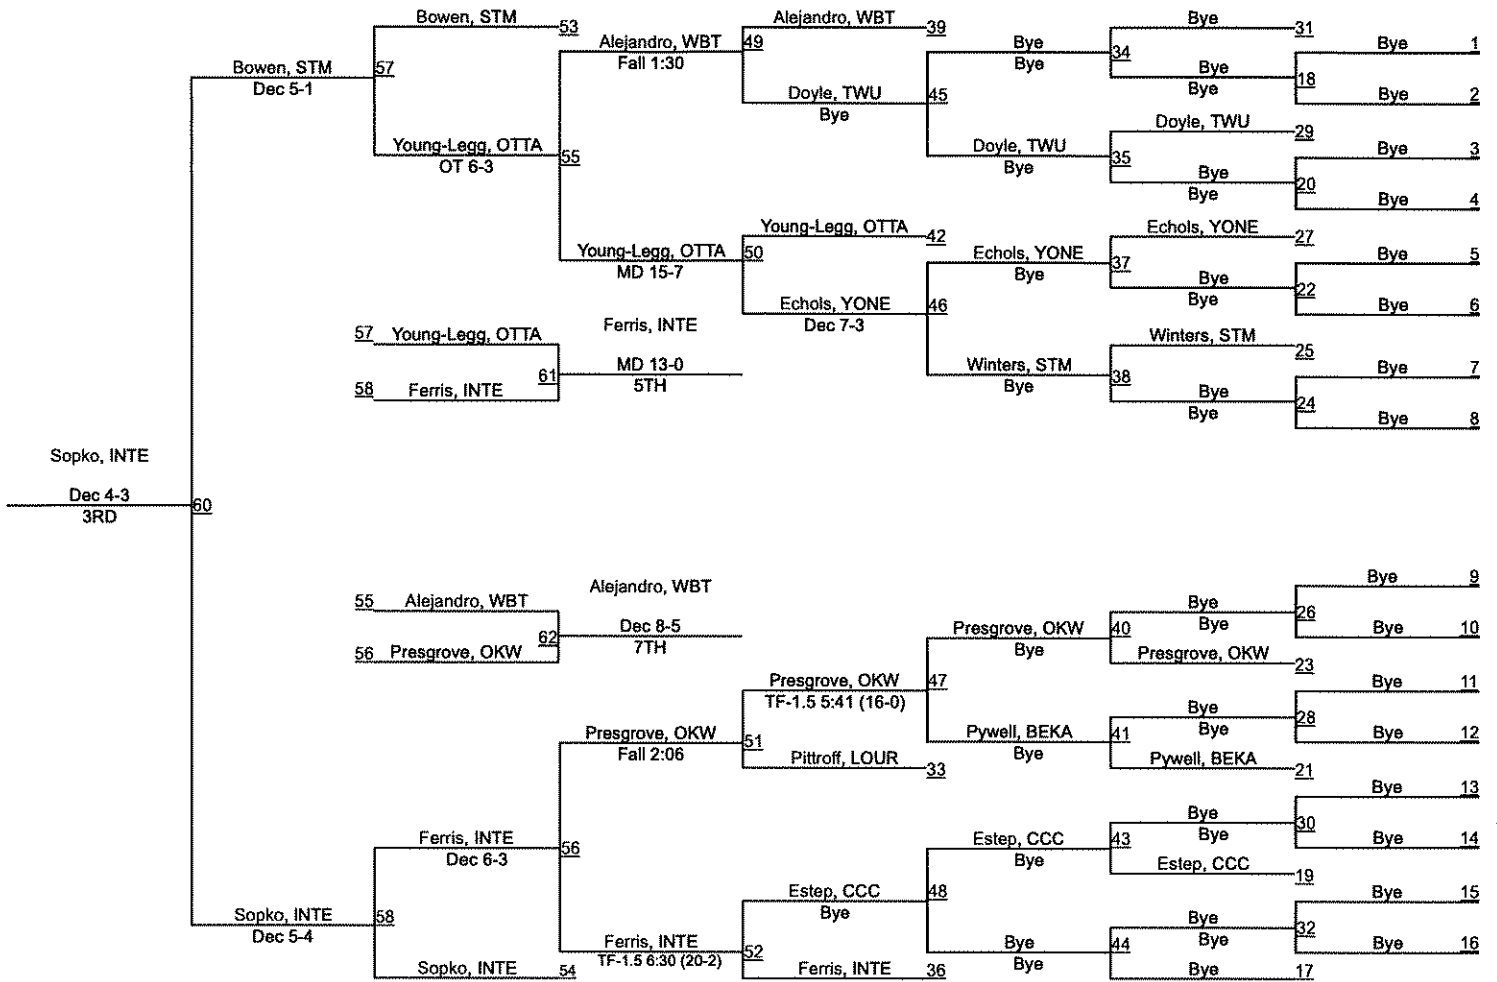 Bowen, STM
53
Alejandro, WBT
39
Bye
31
Alejandro, WBT
49
Bye
Bye
1
Fall 1:30
Bye
34
Bowen, STM
57
Bye
18
Dec 5-1
Doyle, TWU
45
Bye
Bye
2
Bye
Doyle, TWU
29
Young-Legg, OTTA
55
Doyle, TWU
35
Bye
3
OT 6-3
Bye
Bye
20
Bye
Bye
4
Young-Legg, OTTA
42
Echols, YONE
27
Young-Legg, OTTA
50
Echols, YONE
37
Bye
5
MD 15-7
Bye
Bye
22
Echols, YONE
46
Bye
Bye
6
57
Young-Legg, OTTA
Ferris, INTE
Dec 7-3
Winters, STM
25
61
MD 13-0
Winters, STM
38
Bye
7
58
Ferris, INTE
5TH
Bye
Bye
24
Bye
Bye
8
Sopko, INTE
Dec 4-3
60
3RD
55
Alejandro, WBT
Alejandro, WBT
Bye
9
Bye
26
62
Dec 8-5
Presgrove, OKW
40
Bye
Bye
10
56
Presgrove, OKW
7TH
Bye
Presgrove, OKW
23
Presgrove, OKW
47
Bye
11
TF-1.5 5:41 (16-0)
Bye
28
Presgrove, OKW
51
Pywell, BEKA
41
Bye
Bye
12
Fall 2:06
Pittroff, LOUR
33
Bye
Pywell, BEKA
21
Bye
13
Bye
30
Ferris, INTE
56
Estep, CCC
43
Bye
Bye
14
Dec 6-3
Bye
Estep, CCC
19
Estep, CCC
48
Bye
15
Sopko, INTE
58
Bye
Bye
32
Dec 5-4
Ferris, INTE
52
Bye
44
Bye
Bye
16
TF-1.5 6:30 (20-2)
Bye
Sopko, INTE
54
Ferris, INTE
36
Bye
17